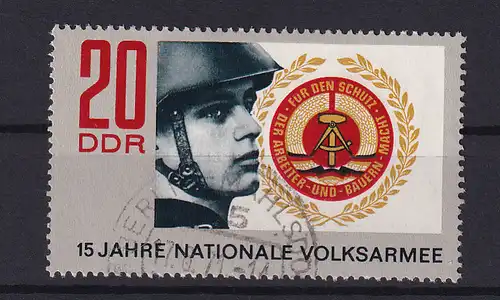 20
DDR
FÜR DEN SCHUTZ · DER ARBEITER-UND-BAUERN-MACHT
15 JAHRE NATIONALE VOLKSARMEE